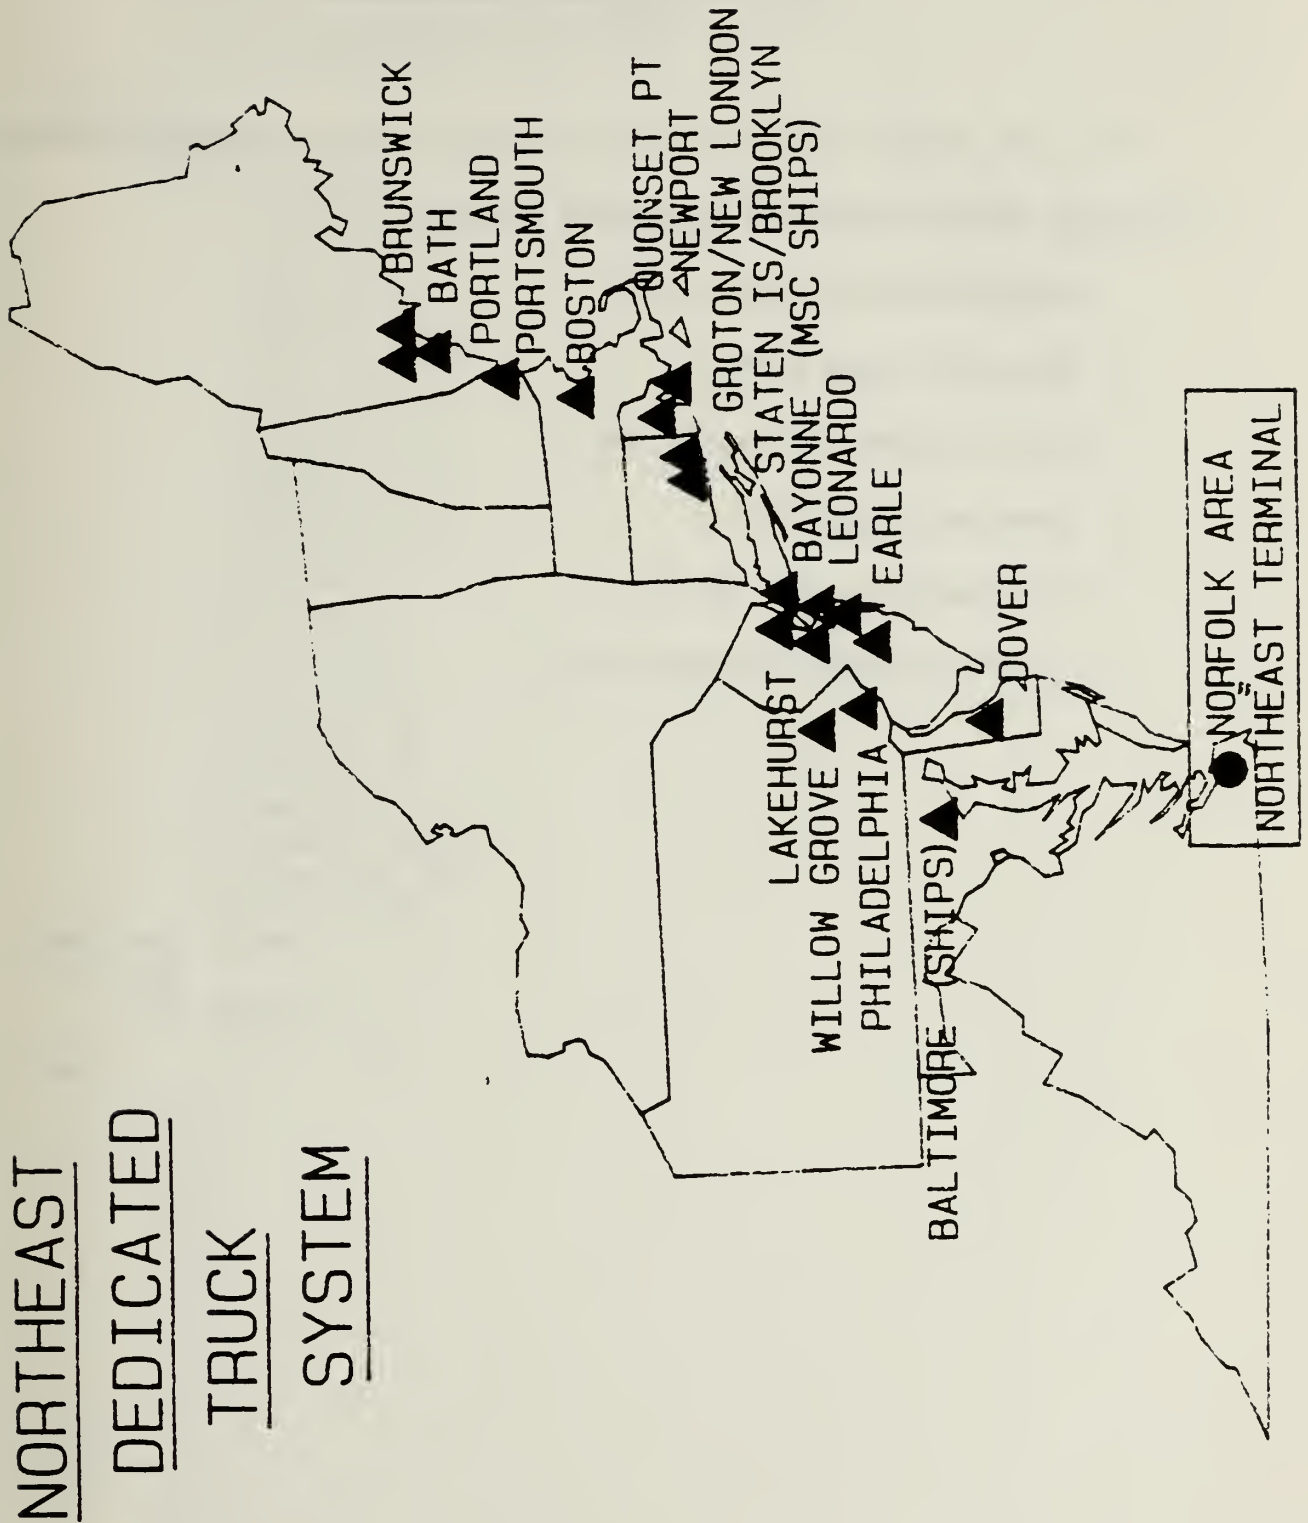 NORTHEAST
DEDICATED
TRUCK
SYSTEM
BRUNSWICK
BATH
PORTLAND
PORTSMOUTH
BOSTON
QUONSET PT
NEWPORT
GROTON/NEW LONDON
STATEN IS/BROOKLYN
BAYONNE (MSC SHIPS)
LEONARDO
EARLE
LAKEHURST
WILLOW GROVE
PHILADELPHIA
DOVER
BALTIMORE (SHIPS)
NORFOLK AREA
NORTHEAST TERMINAL